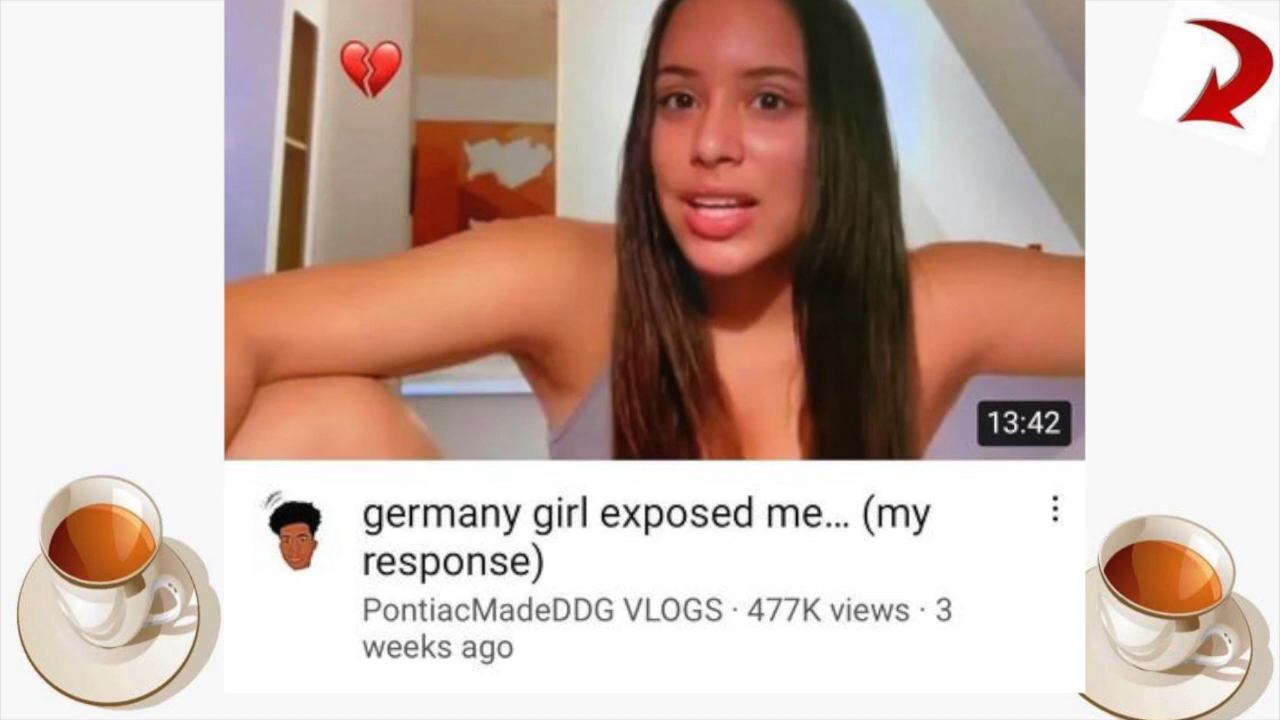 13:42
germany girl exposed me... (my
response)
PontiacMadeDDG VLOGS · 477K views · 3
weeks ago